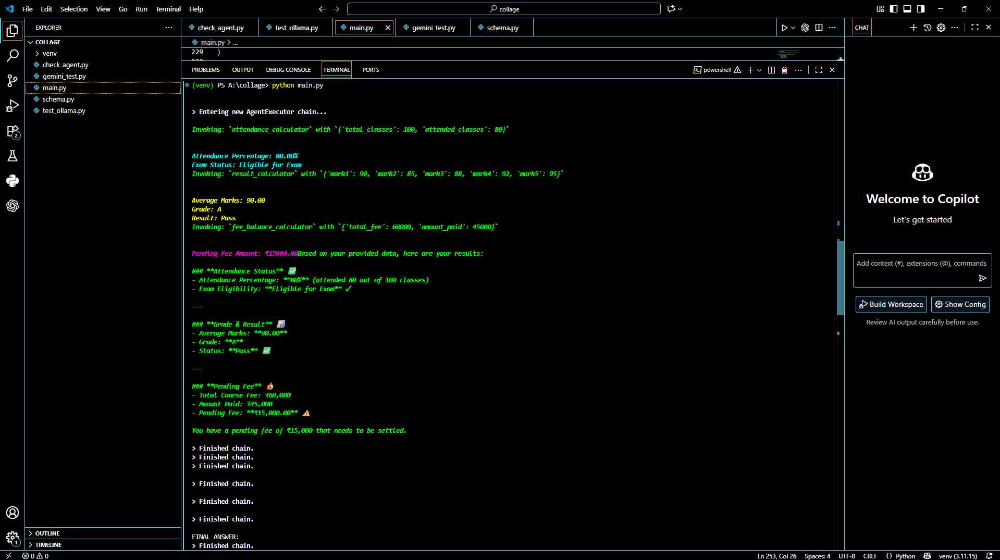 File Edit Selection View Go Run Terminal Help
collage
EXPLORER
COLLAGE
venv
check_agent.py
gemini_test.py
main.py
schema.py
test_ollama.py
OUTLINE
TIMELINE
2
1
check_agent.py test_ollama.py main.py gemini_test.py schema.py
main.py > ...
229 )
PROBLEMS OUTPUT DEBUG CONSOLE TERMINAL PORTS
powershell
(venv) PS A:\collage> python main.py
> Entering new AgentExecutor chain...
Invoking: `attendance_calculator` with `{'total_classes': 100, 'attended_classes': 80}`
Attendance Percentage: 80.00%
Exam Status: Eligible for Exam
Invoking: `result_calculator` with `{'mark1': 90, 'mark2': 85, 'mark3': 88, 'mark4': 92, 'mark5': 95}`
Average Marks: 90.00
Grade: A
Result: Pass
Invoking: `fee_balance_calculator` with `{'total_fee': 60000, 'amount_paid': 45000}`
Pending Fee Amount: ₹15000.00Based on your provided data, here are your results:
### **Attendance Status** ✅
- Attendance Percentage: **80%** (attended 80 out of 100 classes)
- Exam Eligibility: **Eligible for Exam** ✓
---
### **Grade & Result** 📊
- Average Marks: **90.00**
- Grade: **A**
- Status: **Pass** ✅
---
### **Pending Fee** 💰
- Total Course Fee: ₹60,000
- Amount Paid: ₹45,000
- Pending Fee: **₹15,000.00** ⚠️
You have a pending fee of ₹15,000 that needs to be settled.
> Finished chain.
> Finished chain.
> Finished chain.
> Finished chain.
> Finished chain.
> Finished chain.
FINAL ANSWER:
> Finished chain.
CHAT
Welcome to Copilot
Let's get started
Add context (#), extensions (@), commands
Build Workspace Show Config
Review AI output carefully before use.
0 0
Ln 253, Col 26 Spaces: 4 UTF-8 CRLF {} Python venv (3.11.15)